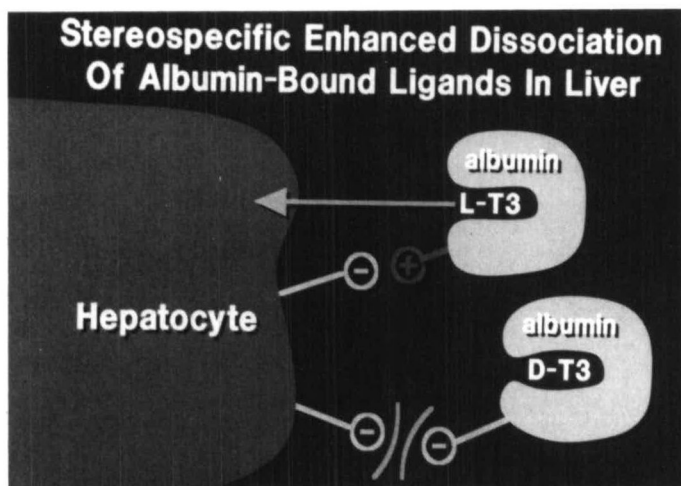 Stereospecific Enhanced Dissociation
Of Albumin-Bound Ligands In Liver
albumin
L-T3
−
+
Hepatocyte
albumin
D-T3
−
−